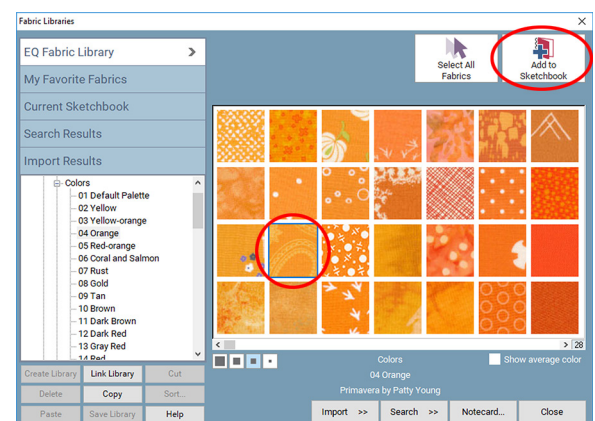 Fabric Libraries
EQ Fabric Library
My Favorite Fabrics
Current Sketchbook
Search Results
Import Results
Select All
Fabrics
Add to
Sketchbook
Colors
01 Default Palette
02 Yellow
03 Yellow-orange
04 Orange
05 Red-orange
06 Coral and Salmon
07 Rust
08 Gold
09 Tan
10 Brown
11 Dark Brown
12 Dark Red
13 Gray Red
14 Red
28
Colors
04 Orange
Primavera by Patty Young
Show average color
Create Library Link Library Cut
Delete Copy Sort...
Paste Save Library Help
Import >> Search >> Notecard... Close